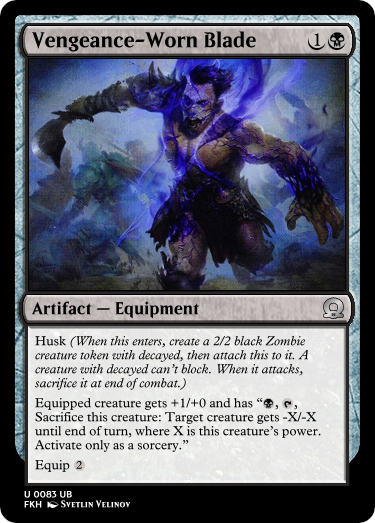 Vengeance-Worn Blade 1
Artifact — Equipment
Husk (When this enters, create a 2/2 black Zombie
creature token with decayed, then attach this to it. A
creature with decayed can't block. When it attacks,
sacrifice it at end of combat.)
Equipped creature gets +1/+0 and has “, ,
Sacrifice this creature: Target creature gets -X/-X
until end of turn, where X is this creature's power.
Activate only as a sorcery.”
Equip 2
U 0083 UB
FKH Svetlin Velinov